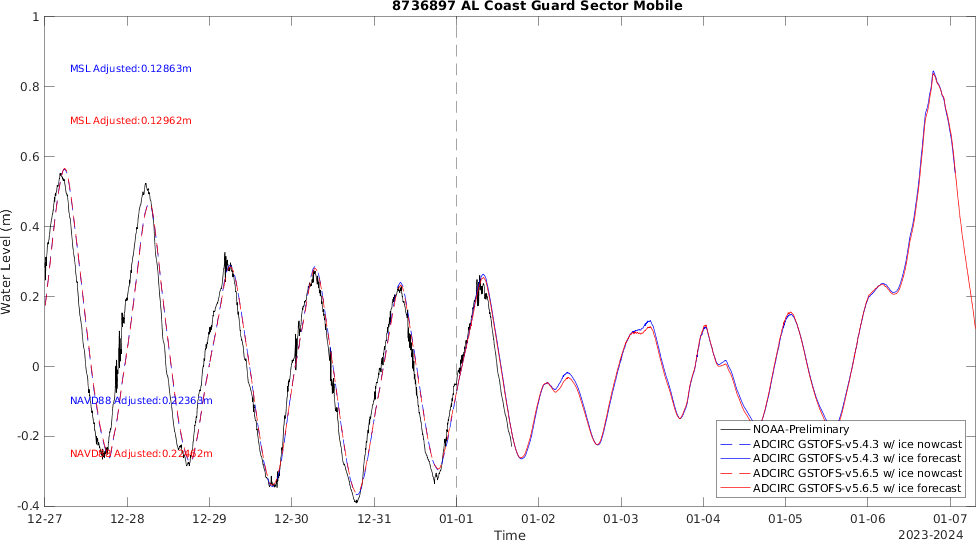 8736897 AL Coast Guard Sector Mobile
1
0.8
0.6
0.4
0.2
0
-0.2
-0.4
Water Level (m)
MSL Adjusted:0.12863m
MSL Adjusted:0.12962m
NAVD88 Adjusted:0.22363m
NOAA-Preliminary
ADCIRC GSTOFS-v5.4.3 w/ ice nowcast
ADCIRC GSTOFS-v5.4.3 w/ ice forecast
ADCIRC GSTOFS-v5.6.5 w/ ice nowcast
ADCIRC GSTOFS-v5.6.5 w/ ice forecast
12-27 12-28 12-29 12-30 12-31 01-01 01-02 01-03 01-04 01-05 01-06 01-07
Time
2023-2024